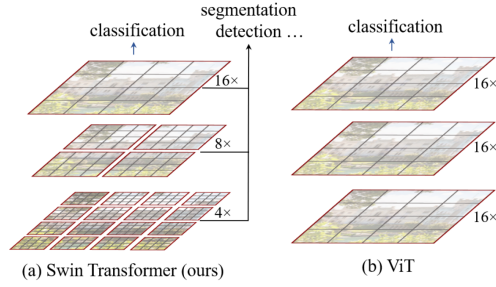 segmentation
classification
detection ...
classification
16×
16×
8×
16×
4×
16×
(a) Swin Transformer (ours)
(b) ViT